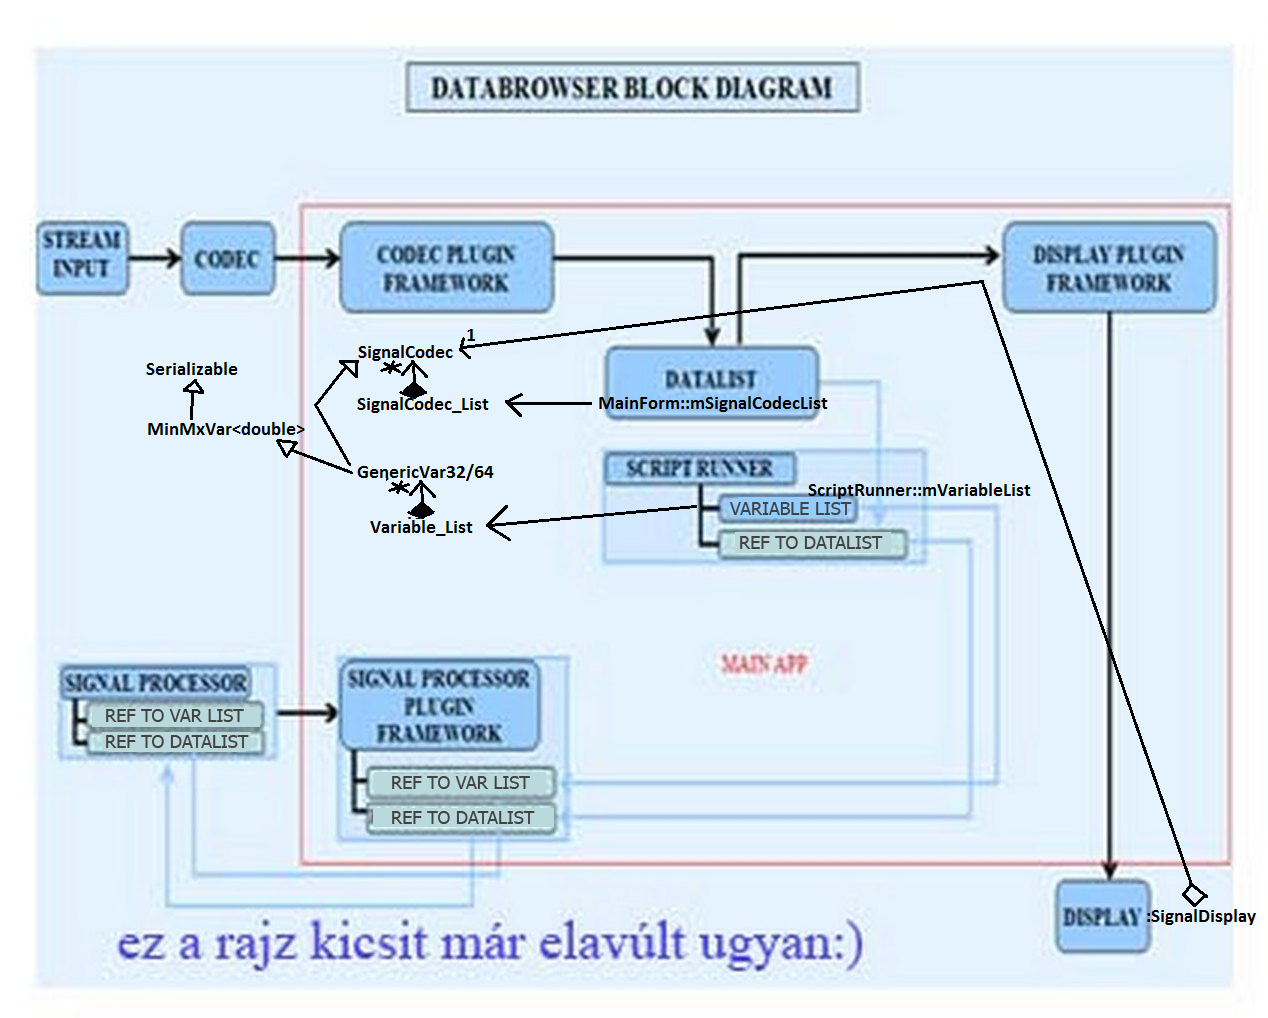 DATABROWSER BLOCK DIAGRAM
STREAM
INPUT
CODEC
CODEC PLUGIN
FRAMEWORK
DISPLAY PLUGIN
FRAMEWORK
1
SignalCodec
*
SignalCodec_List
Serializable
MinMxVar<double>
DATALIST
MainForm::mSignalCodecList
GenericVar32/64
*
Variable_List
SCRIPT RUNNER
ScriptRunner::mVariableList
VARIABLE LIST
REF TO DATALIST
MAIN APP
SIGNAL PROCESSOR
REF TO VAR LIST
REF TO DATALIST
SIGNAL PROCESSOR
PLUGIN
FRAMEWORK
REF TO VAR LIST
REF TO DATALIST
DISPLAY :SignalDisplay
ez a rajz kicsit már elavúlt ugyan:)